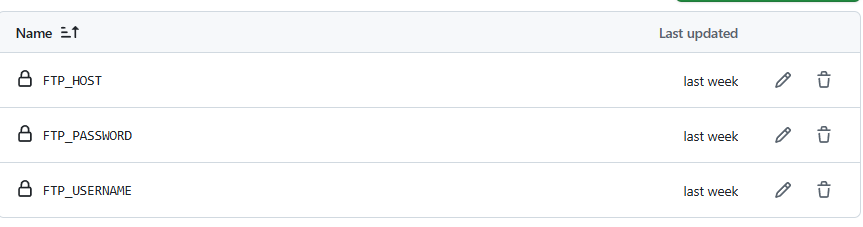 Name Last updated
FTP_HOST last week
FTP_PASSWORD last week
FTP_USERNAME last week